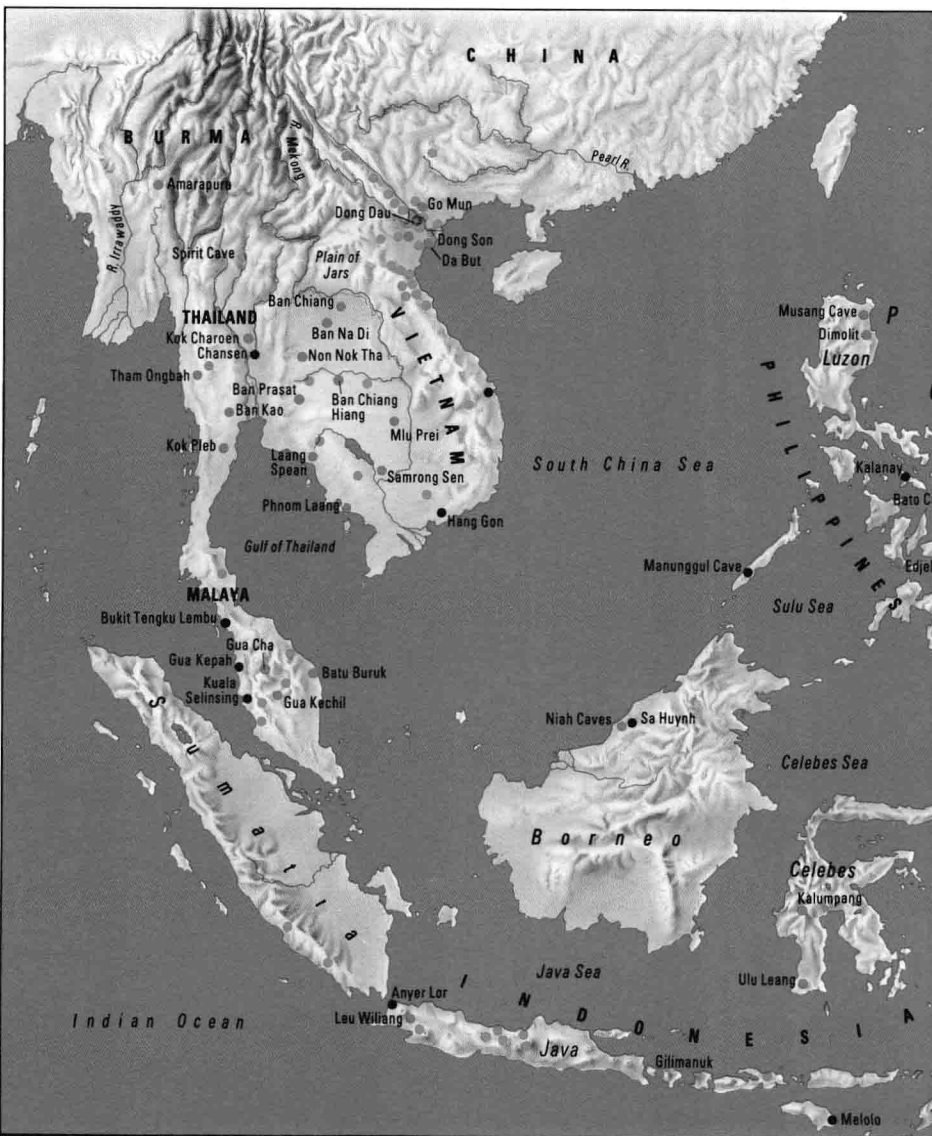 CHINA
BURMA
R. Mekong
Pearl R.
Amarapura
Go Mun
Dong Dau
R. Irrawaddy
Dong Son
Da But
Spirit Cave
Plain of
Jars
Ban Chiang
Musang Cave
P
THAILAND
VIETNAM
Ban Na Di
Dimolit
Kok Charoen
Luzon
Chansen
Non Nok Tha
Tham Ongbah
Ban Prasat
PHILIPPINES
Ban Kao
Ban Chiang
Hiang
Mlu Prei
Kok Pleb
Laang
Spean
South China Sea
Kalanay
Samrong Sen
Bato C
Phnom Laang
Hang Gon
Gulf of Thailand
Manunggul Cave
Edjek
MALAYA
Sulu Sea
Bukit Tengku Lembu
Gua Cha
Gua Kepah
Batu Buruk
Kuala
Selinsing
Gua Kechil
Sumatra
Niah Caves
Sa Huynh
Celebes Sea
Borneo
Celebes
Kalumpang
Java Sea
Ulu Leang
Anyer Lor
INDONESIA
Indian Ocean
Leu Wiliang
Java
Gilimanuk
Melolo